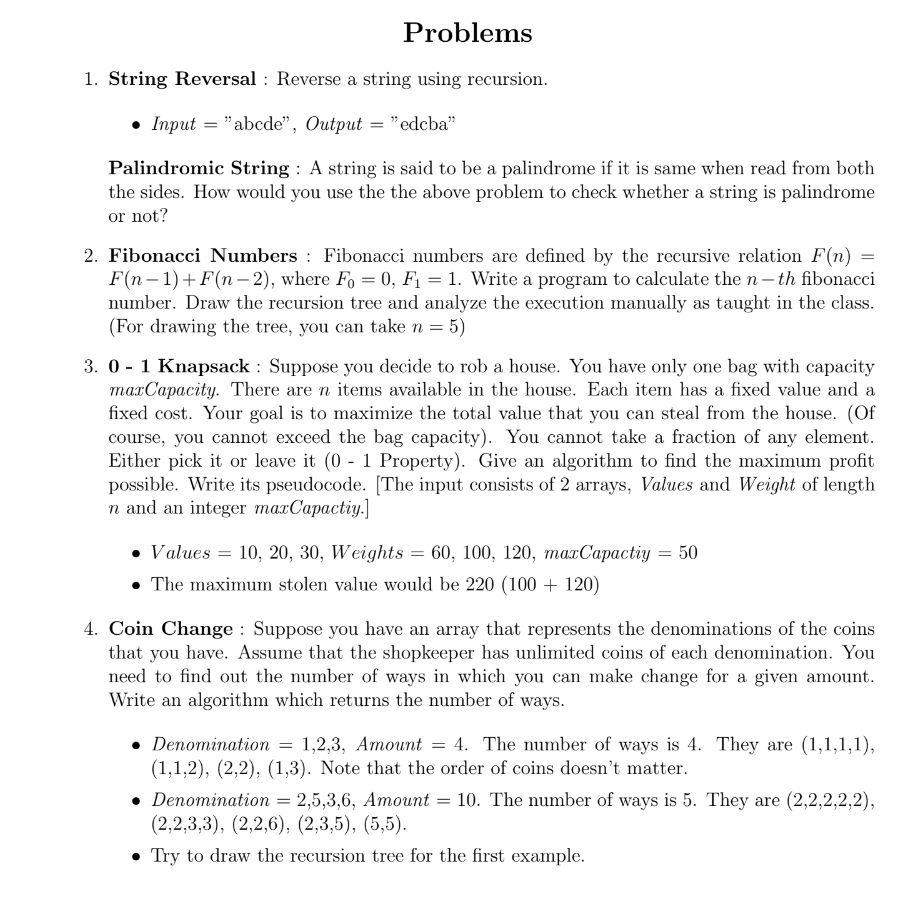 Problems
1. String Reversal : Reverse a string using recursion.
• Input = ”abcde”, Output = ”edcba”
Palindromic String : A string is said to be a palindrome if it is same when read from both
the sides. How would you use the the above problem to check whether a string is palindrome
or not?
2. Fibonacci Numbers : Fibonacci numbers are defined by the recursive relation F(n) =
F(n−1)+F(n−2), where F₀ = 0, F₁ = 1. Write a program to calculate the n−th fibonacci
number. Draw the recursion tree and analyze the execution manually as taught in the class.
(For drawing the tree, you can take n = 5)
3. 0 - 1 Knapsack : Suppose you decide to rob a house. You have only one bag with capacity
maxCapacity. There are n items available in the house. Each item has a fixed value and a
fixed cost. Your goal is to maximize the total value that you can steal from the house. (Of
course, you cannot exceed the bag capacity). You cannot take a fraction of any element.
Either pick it or leave it (0 - 1 Property). Give an algorithm to find the maximum profit
possible. Write its pseudocode. [The input consists of 2 arrays, Values and Weight of length
n and an integer maxCapactiy.]
• Values = 10, 20, 30, Weights = 60, 100, 120, maxCapactiy = 50
• The maximum stolen value would be 220 (100 + 120)
4. Coin Change : Suppose you have an array that represents the denominations of the coins
that you have. Assume that the shopkeeper has unlimited coins of each denomination. You
need to find out the number of ways in which you can make change for a given amount.
Write an algorithm which returns the number of ways.
• Denomination = 1,2,3, Amount = 4. The number of ways is 4. They are (1,1,1,1),
(1,1,2), (2,2), (1,3). Note that the order of coins doesn’t matter.
• Denomination = 2,5,3,6, Amount = 10. The number of ways is 5. They are (2,2,2,2,2),
(2,2,3,3), (2,2,6), (2,3,5), (5,5).
• Try to draw the recursion tree for the first example.